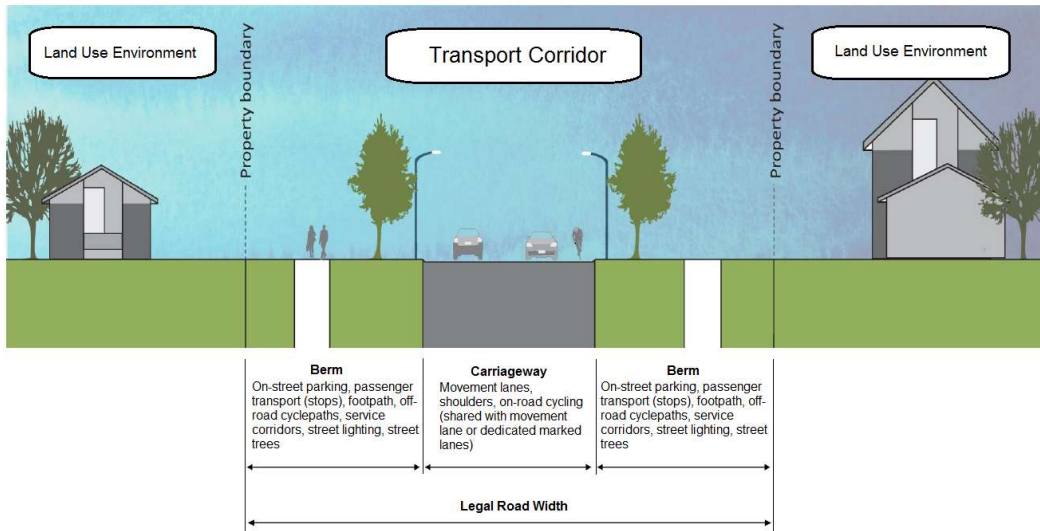 Land Use Environment
Transport Corridor
Land Use Environment
Property boundary
Property boundary
Berm
On-street parking, passenger
transport (stops), footpath, off-
road cyclepaths, service
corridors, street lighting, street
trees
Carriageway
Movement lanes,
shoulders, on-road cycling
(shared with movement
lane or dedicated marked
lanes)
Berm
On-street parking, passenger
transport (stops), footpath, off-
road cyclepaths, service
corridors, street lighting, street
trees
Legal Road Width